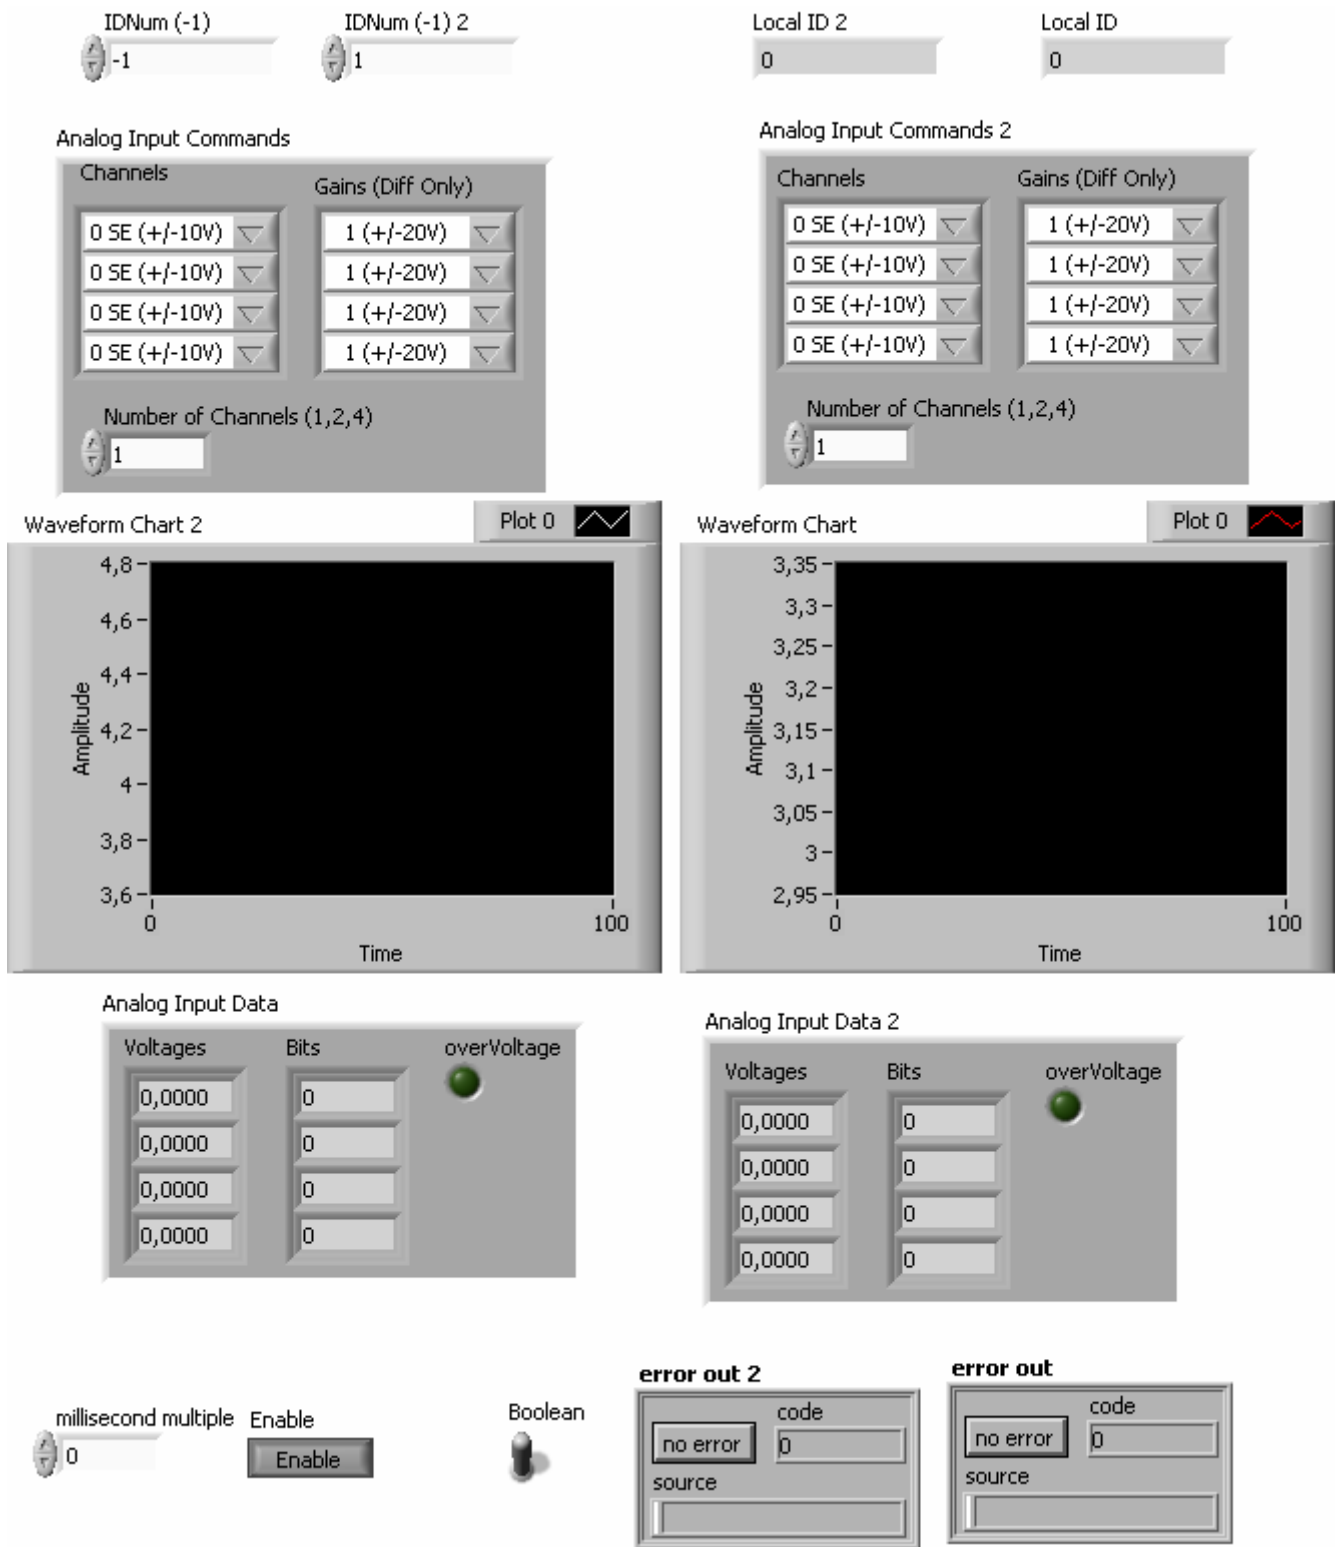 IDNum (-1)
IDNum (-1) 2
Local ID 2
Local ID
-1
1
0
0
Analog Input Commands
Channels
Gains (Diff Only)
0 SE (+/-10V)
1 (+/-20V)
0 SE (+/-10V)
1 (+/-20V)
0 SE (+/-10V)
1 (+/-20V)
0 SE (+/-10V)
1 (+/-20V)
Number of Channels (1,2,4)
1
Analog Input Commands 2
Channels
Gains (Diff Only)
0 SE (+/-10V)
1 (+/-20V)
0 SE (+/-10V)
1 (+/-20V)
0 SE (+/-10V)
1 (+/-20V)
0 SE (+/-10V)
1 (+/-20V)
Number of Channels (1,2,4)
1
Waveform Chart 2
Plot 0
4,8
4,6
4,4
4,2
4
3,8
3,6
Amplitude
0
100
Time
Waveform Chart
Plot 0
3,35
3,3
3,25
3,2
3,15
3,1
3,05
3
2,95
Amplitude
0
100
Time
Analog Input Data
Voltages
Bits
overVoltage
0,0000
0
0,0000
0
0,0000
0
0,0000
0
Analog Input Data 2
Voltages
Bits
overVoltage
0,0000
0
0,0000
0
0,0000
0
0,0000
0
millisecond multiple
0
Enable
Enable
Boolean
error out 2
no error
code
0
source
error out
no error
code
0
source